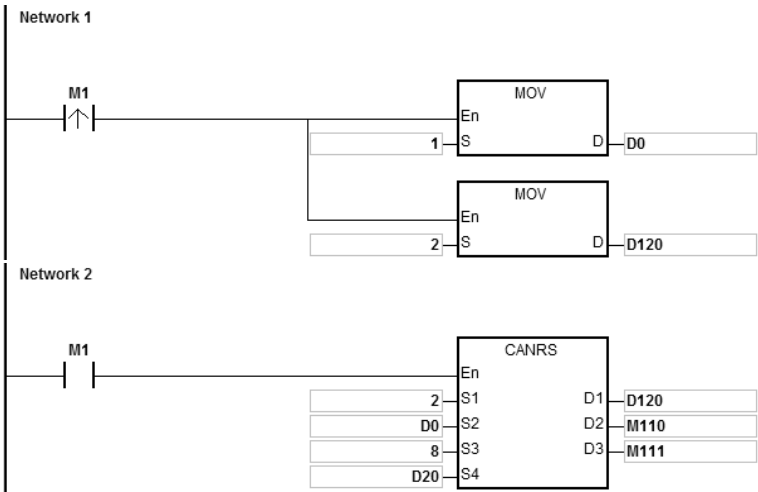 Network 1
M1
MOV
En
1 S D D0
MOV
En
2 S D D120
Network 2
M1
CANRS
En
2 S1 D1 D120
D0 S2 D2 M110
8 S3 D3 M111
D20 S4